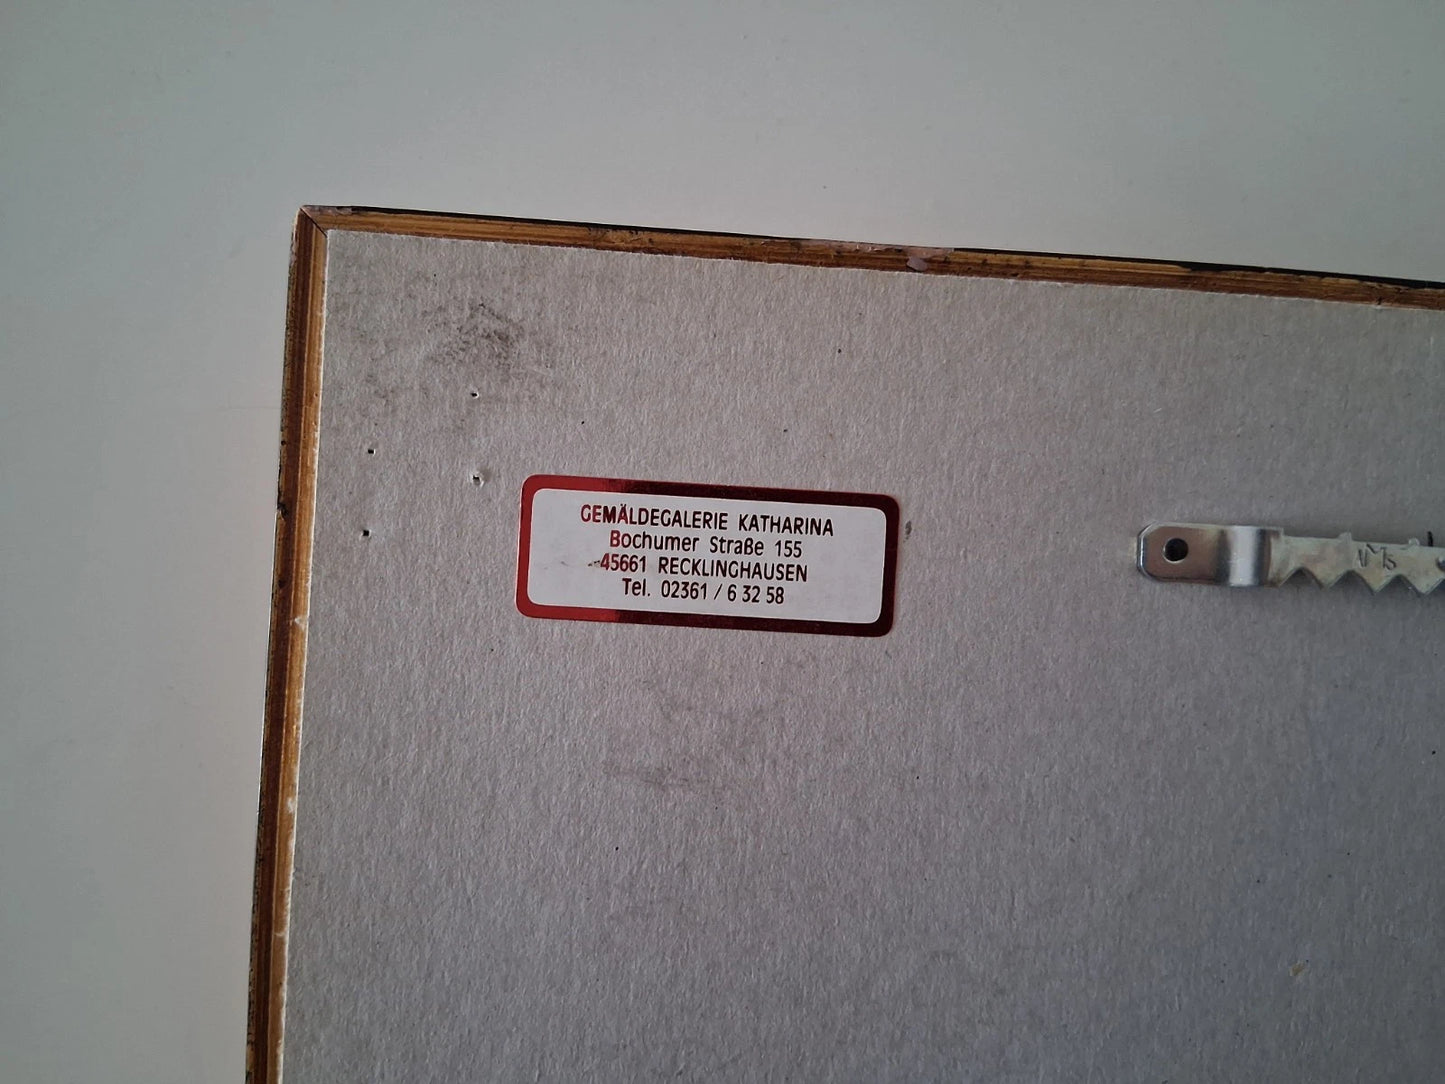 GEMÄLDEGALERIE KATHARINA
Bochumer Straße 155
45661 RECKLINGHAUSEN
Tel. 02361 / 6 32 58